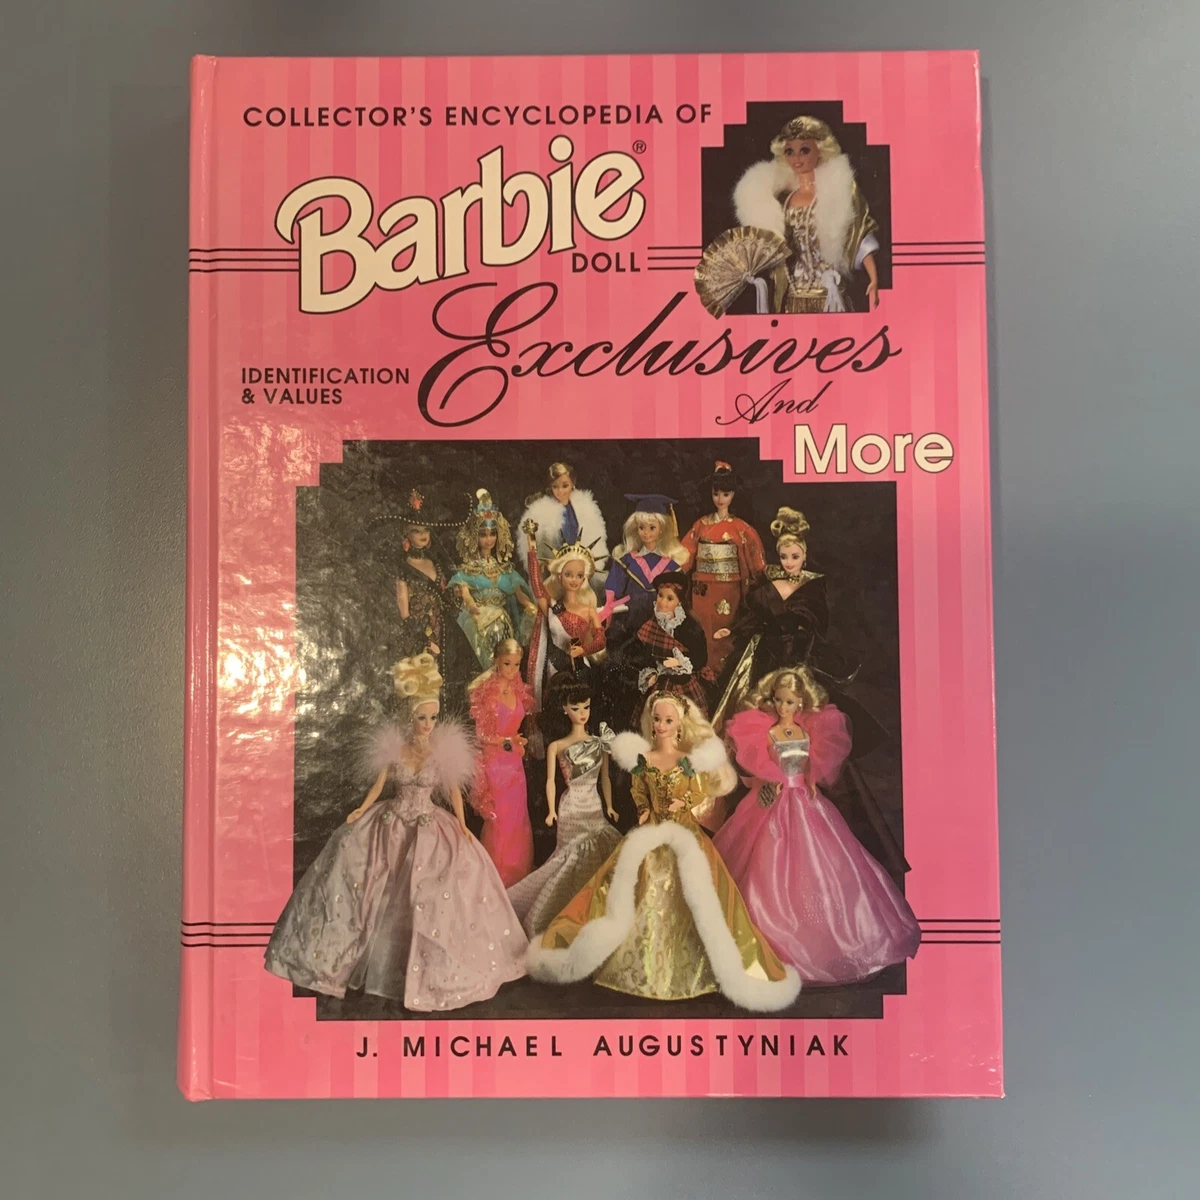 COLLECTOR'S ENCYCLOPEDIA OF
Barbie®
DOLL
Exclusives
IDENTIFICATION
& VALUES
And
More
J. MICHAEL AUGUSTYNIAK